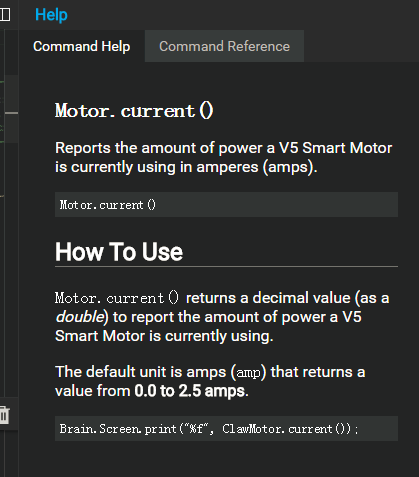 Help
Command Help
Command Reference
Motor.current()
Reports the amount of power a V5 Smart Motor
is currently using in amperes (amps).
Motor.current()
How To Use
Motor.current() returns a decimal value (as a
double) to report the amount of power a V5
Smart Motor is currently using.
The default unit is amps (amp) that returns a
value from 0.0 to 2.5 amps.
Brain.Screen.print("%f", ClawMotor.current());